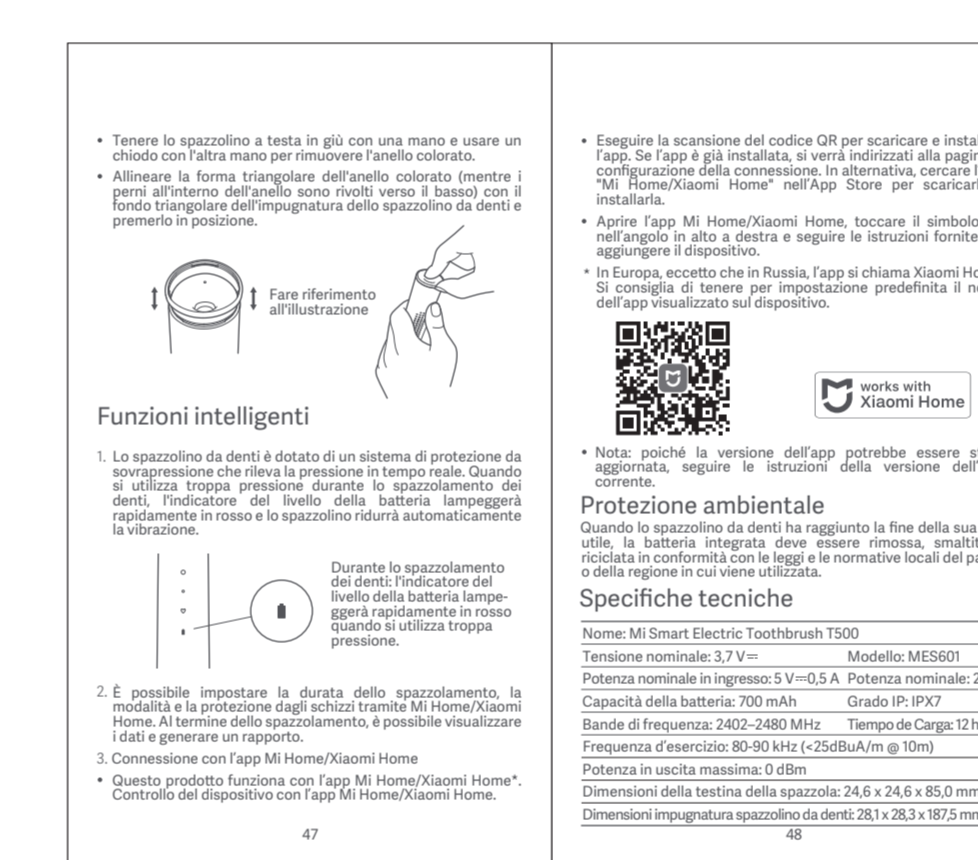 • Tenere lo spazzolino a testa in giù con una mano e usare un
chiodo con l'altra mano per rimuovere l'anello colorato.
• Allineare la forma triangolare dell'anello colorato (mentre i
perni all'interno dell'anello sono rivolti verso il basso) con il
fondo triangolare dell'impugnatura dello spazzolino da denti e
premerlo in posizione.
Fare riferimento
all'illustrazione
Funzioni intelligenti
1. Lo spazzolino da denti è dotato di un sistema di protezione da
sovrapressione che rileva la pressione in tempo reale. Quando
si utilizza troppa pressione durante lo spazzolamento dei
denti, l'indicatore del livello della batteria lampeggerà
rapidamente in rosso e lo spazzolino ridurrà automaticamente
la vibrazione.
Durante lo spazzolamento
dei denti: l'indicatore del
livello della batteria lampe-
ggerà rapidamente in rosso
quando si utilizza troppa
pressione.
2. È possibile impostare la durata dello spazzolamento, la
modalità e la protezione dagli schizzi tramite Mi Home/Xiaomi
Home. Al termine dello spazzolamento, è possibile visualizzare
i dati e generare un rapporto.
3. Connessione con l'app Mi Home/Xiaomi Home
• Questo prodotto funziona con l'app Mi Home/Xiaomi Home*.
Controllo del dispositivo con l'app Mi Home/Xiaomi Home.
47
• Eseguire la scansione del codice QR per scaricare e instal
l'app. Se l'app è già installata, si verrà indirizzati alla pagin
configurazione della connessione. In alternativa, cercare l
"Mi Home/Xiaomi Home" nell'App Store per scaricarl
installarla.
• Aprire l'app Mi Home/Xiaomi Home, toccare il simbolo
nell'angolo in alto a destra e seguire le istruzioni fornite
aggiungere il dispositivo.
* In Europa, eccetto che in Russia, l'app si chiama Xiaomi Ho
Si consiglia di tenere per impostazione predefinita il n
dell'app visualizzato sul dispositivo.
works with
Xiaomi Home
• Nota: poiché la versione dell'app potrebbe essere s
aggiornata, seguire le istruzioni della versione dell'
corrente.
Protezione ambientale
Quando lo spazzolino da denti ha raggiunto la fine della sua
utile, la batteria integrata deve essere rimossa, smaltit
riciclata in conformità con le leggi e le normative locali del pa
o della regione in cui viene utilizzata.
Specifiche tecniche
Nome: Mi Smart Electric Toothbrush T500
Tensione nominale: 3,7 V⎓ Modello: MES601
Potenza nominale in ingresso: 5 V⎓0,5 A Potenza nominale: 2
Capacità della batteria: 700 mAh Grado IP: IPX7
Bande di frequenza: 2402–2480 MHz Tiempo de Carga: 12 h
Frequenza d'esercizio: 80-90 kHz (<25dBuA/m @ 10m)
Potenza in uscita massima: 0 dBm
Dimensioni della testina della spazzola: 24,6 x 24,6 x 85,0 mm
Dimensioni impugnatura spazzolino da denti: 28,1 x 28,3 x 187,5 mm
48